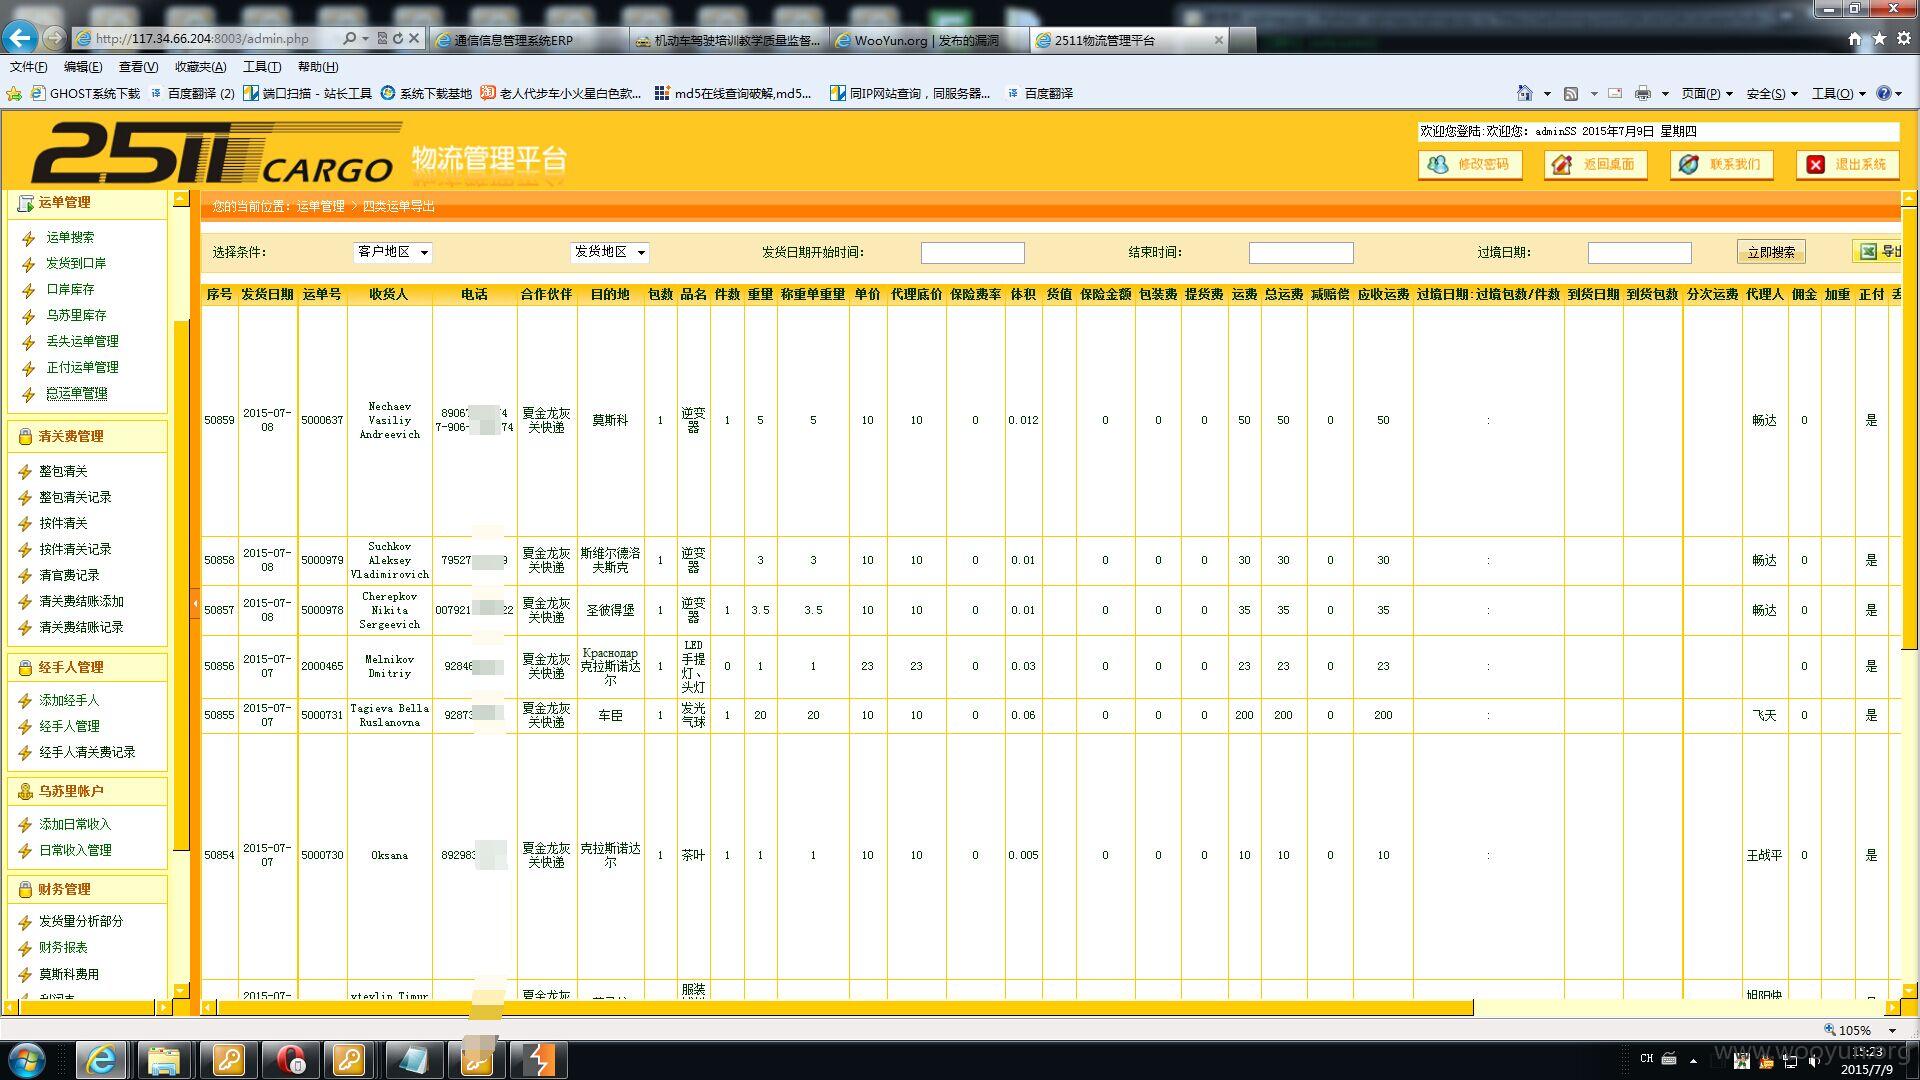 http://117.34.66.204:8003/admin.php
通信信息管理系统ERP
机动车驾驶培训教学质量监督...
WooYun.org | 发布的漏洞
2511物流管理平台
文件(F) 编辑(E) 查看(V) 收藏夹(A) 工具(T) 帮助(H)
GHOST系统下载 百度翻译 (2) 端口扫描 - 站长工具 系统下载基地 老人代步车小火星白色款... md5在线查询破解,md5... 同IP网站查询，同服务器... 百度翻译
页面(P) 安全(S) 工具(O)
2511 CARGO 物流管理平台
欢迎您登陆:欢迎您: adminSS 2015年7月9日 星期四
修改密码 返回桌面 联系我们 退出系统
运单管理
运单搜索
发货到口岸
口岸库存
乌苏里库存
丢失运单管理
正付运单管理
总运单管理
清关费管理
整包清关
整包清关记录
按件清关
按件清关记录
清官费记录
清关费结账添加
清关费结账记录
经手人管理
添加经手人
经手人管理
经手人清关费记录
乌苏里帐户
添加日常收入
日常收入管理
财务管理
发货量分析部分
财务报表
莫斯科费用
您的当前位置: 运单管理 > 四类运单导出
选择条件: 客户地区 发货地区 发货日期开始时间: 结束时间: 过境日期: 立即搜索 导出
序号 发货日期 运单号 收货人 电话 合作伙伴 目的地 包数 品名 件数 重量 称重单重量 单价 代理底价 保险费率 体积 货值 保险金额 包装费 提货费 运费 总运费 减赔偿 应收运费 过境日期:过境包数/件数 到货日期 到货包数 分次运费 代理人 佣金 加重 正付
50859 2015-07-08 5000637 Nechaev Vasiliy Andreevich 8906 4 7-906- 74 夏金龙灰关快递 莫斯科 1 逆变器 1 5 5 10 10 0 0.012 0 0 0 50 50 0 50 : 畅达 0 是
50858 2015-07-08 5000979 Suchkov Aleksey Vladimirovich 79527 9 夏金龙灰关快递 斯维尔德洛夫斯克 1 逆变器 3 3 10 10 0 0.01 0 0 0 30 30 0 30 : 畅达 0 是
50857 2015-07-08 5000978 Cherepkov Nikita Sergeevich 007921 22 夏金龙灰关快递 圣彼得堡 1 逆变器 1 3.5 3.5 10 10 0 0.01 0 0 0 35 35 0 35 : 畅达 0 是
50856 2015-07-07 2000465 Melnikov Dmitriy 92846 夏金龙灰关快递 Краснодар 克拉斯诺达尔 1 LED手提灯、头灯 0 1 1 23 23 0 0.03 0 0 0 23 23 0 23 : 0 是
50855 2015-07-07 5000731 Tagieva Bella Ruslanovna 92873 夏金龙灰关快递 车臣 1 发光气球 1 20 20 10 10 0 0.06 0 0 0 200 200 0 200 : 飞天 0 是
50854 2015-07-07 5000730 Oksana 892983 夏金龙灰关快递 克拉斯诺达尔 1 茶叶 1 1 1 10 10 0 0.005 0 0 0 10 10 0 10 : 王战平 0 是
2015-07- xtevlin Timur 夏金龙灰 服装
105%
CH 15:23
2015/7/9
www.wooyun.org